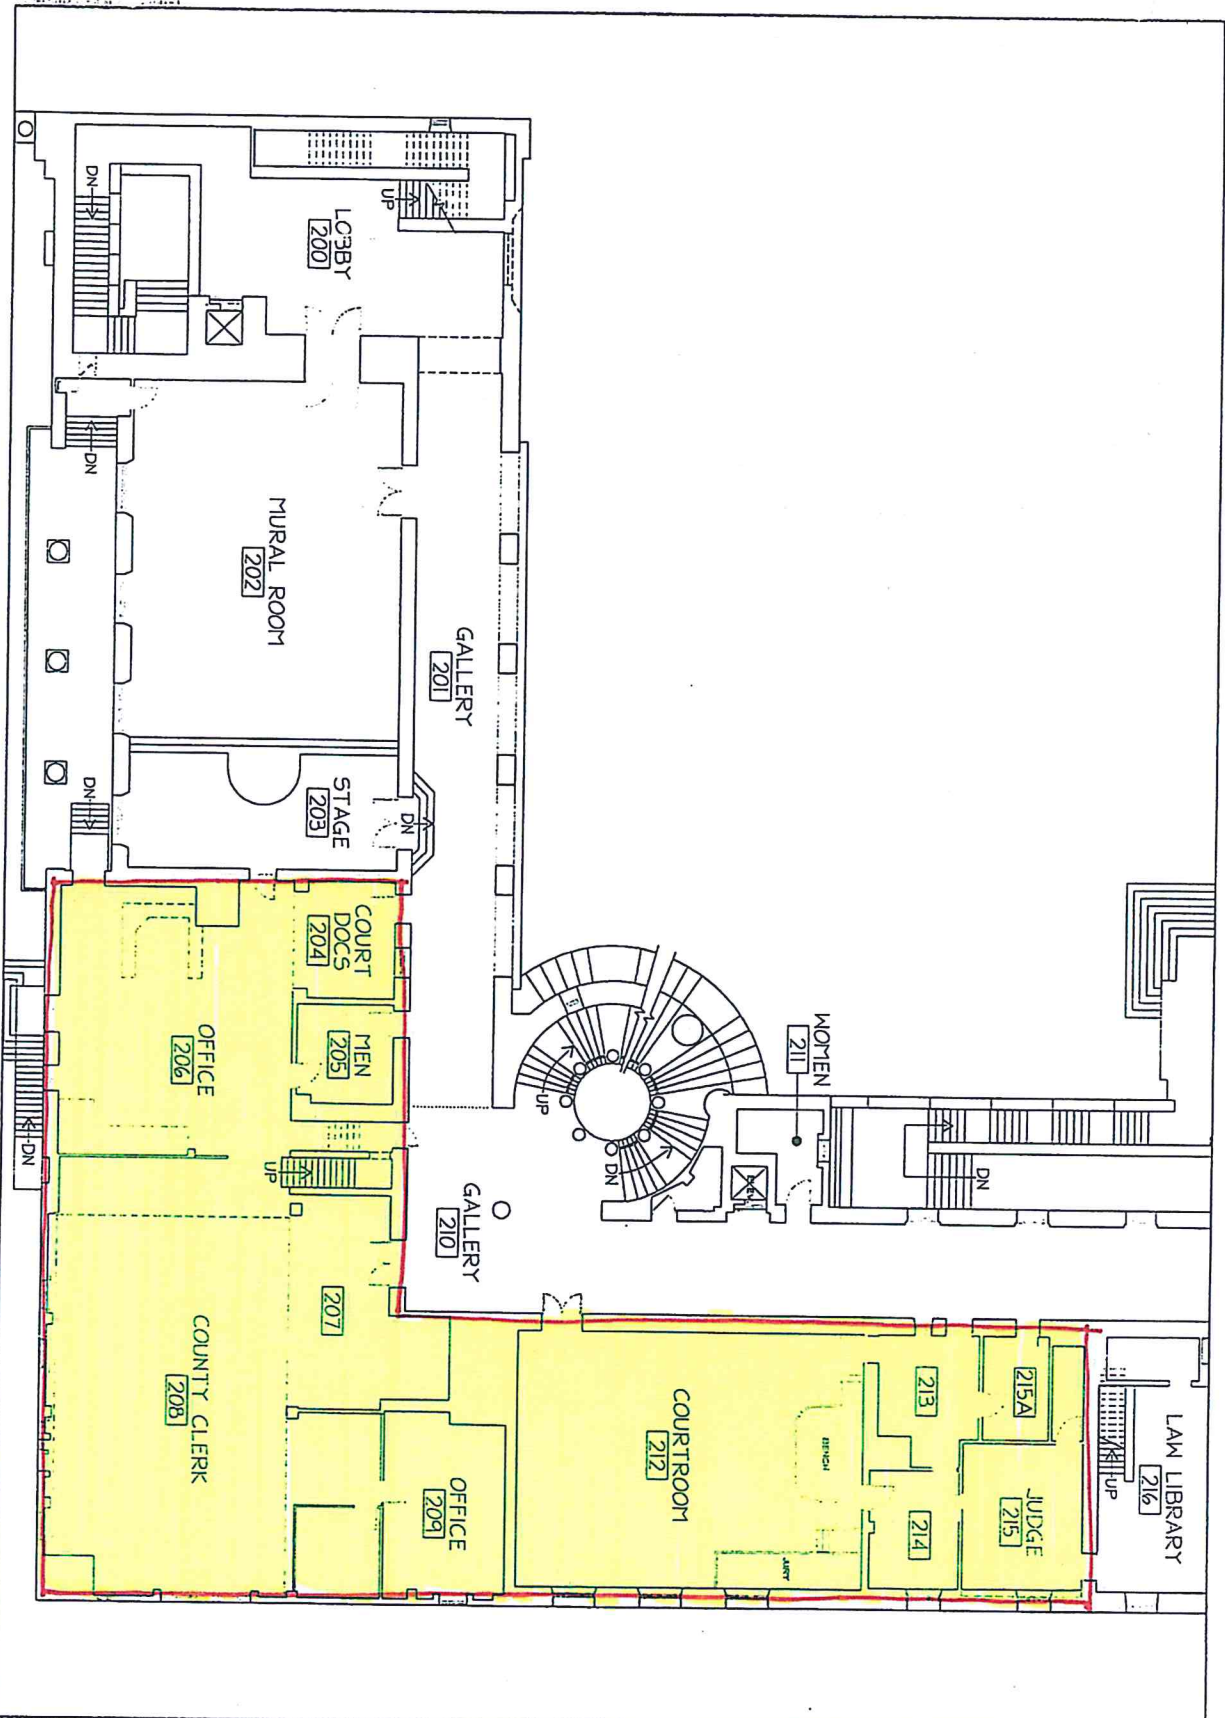 LOBBY
200
UP
DN
DN
MURAL ROOM
202
GALLERY
201
STAGE
203
DN
DN
COURT
DOCS
204
MEN
205
OFFICE
206
UP
DN
207
COUNTY CLERK
208
OFFICE
209
GALLERY
210
UP
DN
WOMEN
211
ELEV
DN
COURTROOM
212
BENCH
JURY
213
214
215A
JUDGE
215
LAW LIBRARY
216
UP